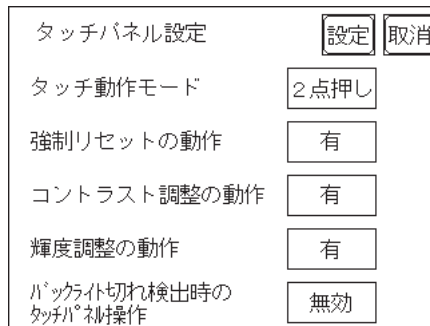 タッチパネル設定 設定 取消
タッチ動作モード 2点押し
強制リセットの動作 有
コントラスト調整の動作 有
輝度調整の動作 有
バックライト切れ検出時の
タッチパネル操作 無効